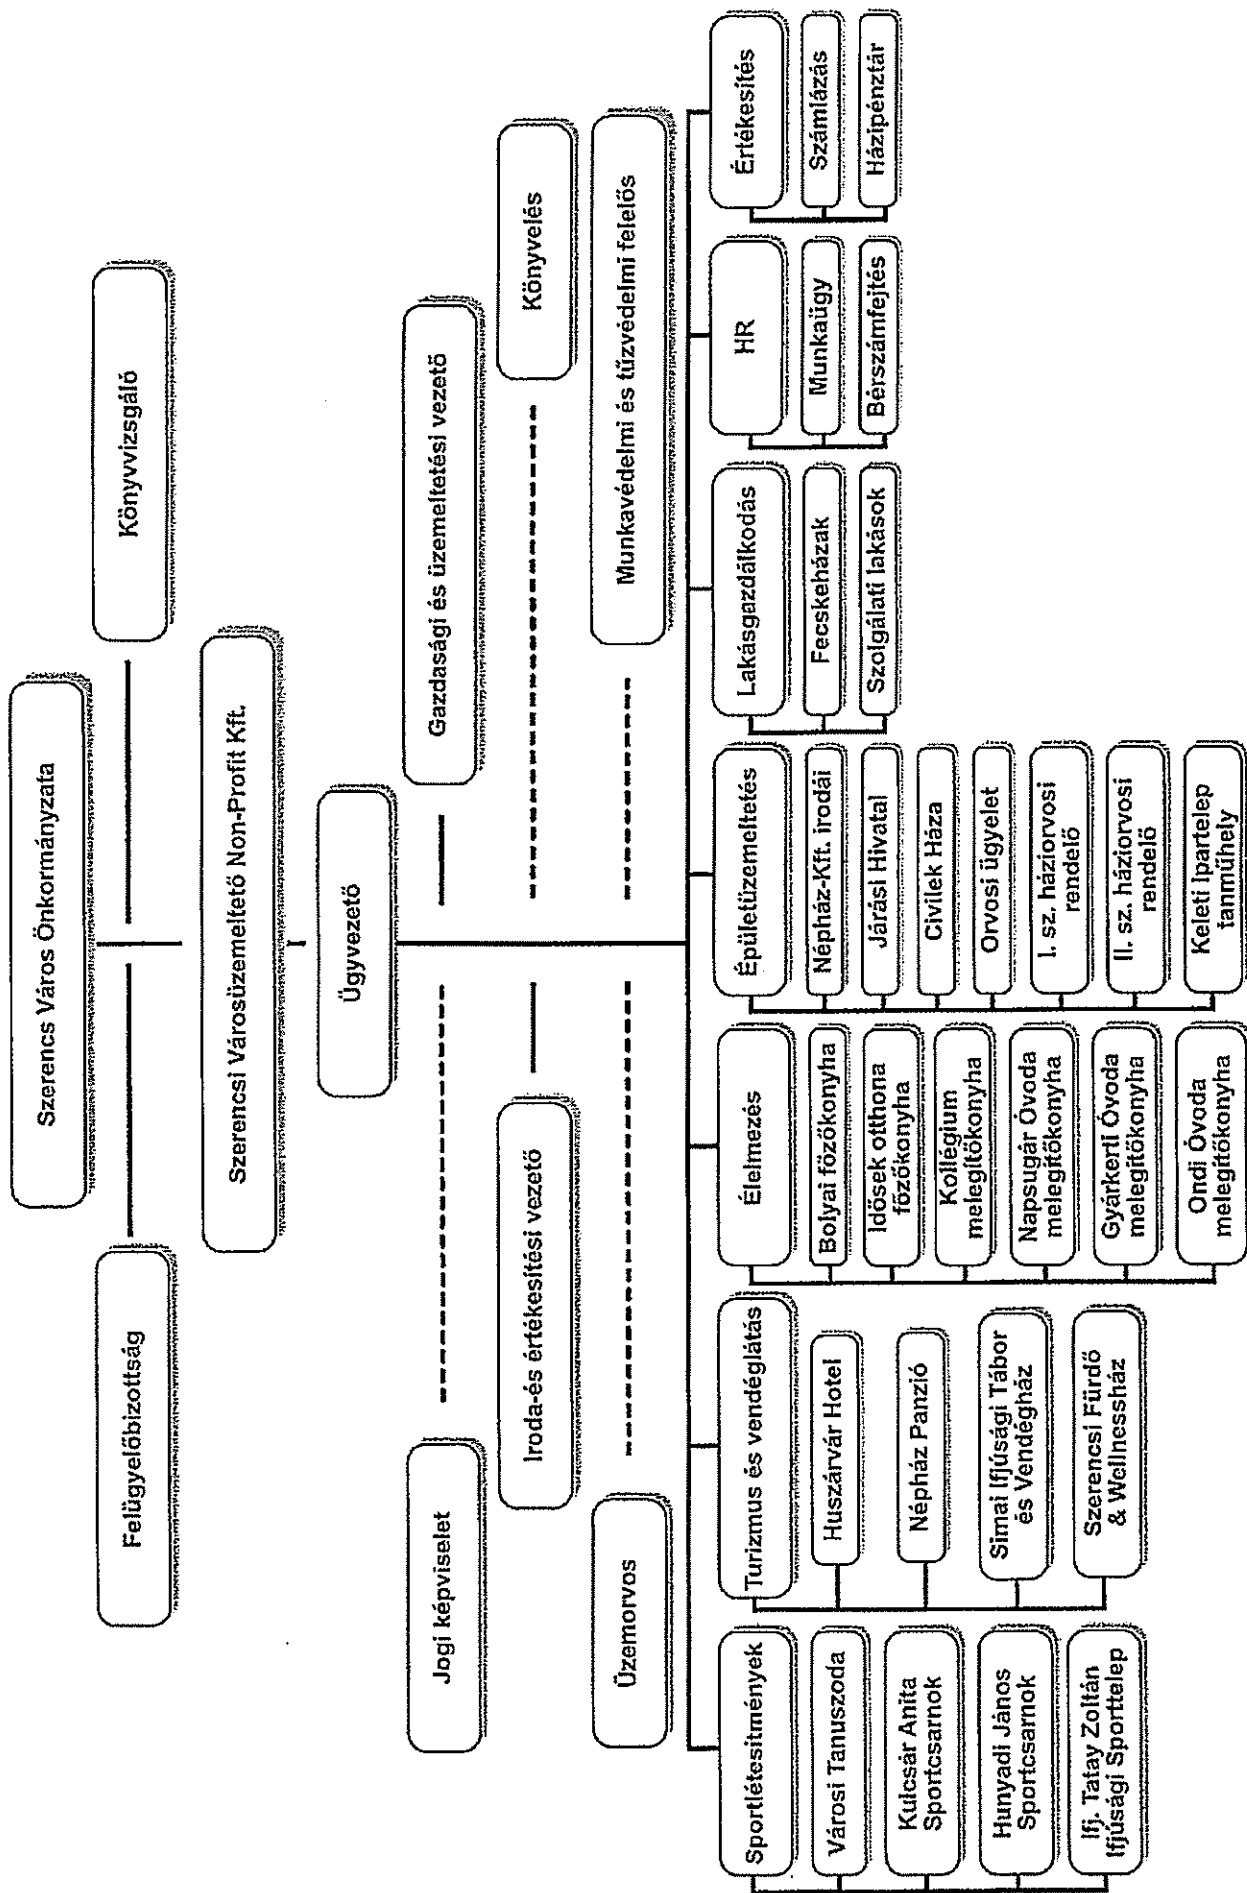 Szerencs Város Önkormányzata
Felügyelőbizottság
Könyvvizsgáló
Szerencsi Városüzemeltető Non-Profit Kft.
Ügyvezető
Jogi képviselet
Gazdasági és üzemeltetési vezető
Iroda-és értékesítési vezető
Könyvelés
Üzemorvos
Munkavédelmi és tűzvédelmi felelős
Sportlétesítmények
Városi Tanuszoda
Kulcsár Anita
Sportcsarnok
Hunyadi János
Sportcsarnok
Ifj. Tatay Zoltán
Ifjúsági Sporttelep
Turizmus és vendéglátás
Huszárvár Hotel
Népház Panzió
Simai Ifjúsági Tábor
és Vendégház
Szerencsi Fürdő
& Wellnessház
Élelmezés
Bolyai főzőkonyha
Idősek otthona
főzőkonyha
Kollégium
melegítőkonyha
Napsugár Óvoda
melegítőkonyha
Gyárkerti Óvoda
melegítőkonyha
Ondi Óvoda
melegítőkonyha
Épületüzemeltetés
Népház-Kft. irodái
Járási Hivatal
Civilek Háza
Orvosi ügyelet
I. sz. háziorvosi
rendelő
II. sz. háziorvosi
rendelő
Keleti Ipartelep
tanműhely
Lakásgazdálkodás
Fecskeházak
Szolgálati lakások
HR
Munkaügy
Bérszámfejtés
Értékesítés
Számlázás
Házipénztár